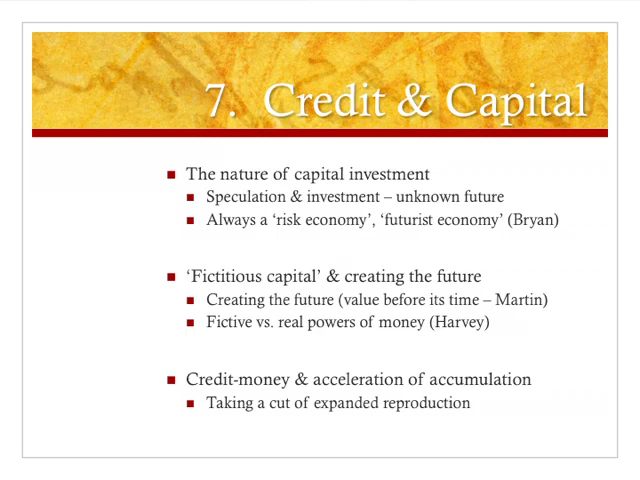 7. Credit & Capital
■ The nature of capital investment
■ Speculation & investment – unknown future
■ Always a ‘risk economy’, ‘futurist economy’ (Bryan)
■ ‘Fictitious capital’ & creating the future
■ Creating the future (value before its time – Martin)
■ Fictive vs. real powers of money (Harvey)
■ Credit-money & acceleration of accumulation
■ Taking a cut of expanded reproduction